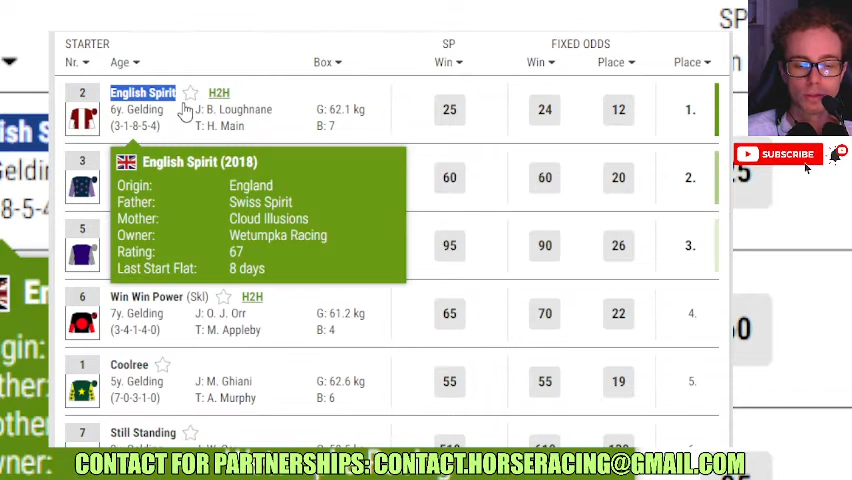 SP
STARTER SP FIXED ODDS
Nr. Age Box Win Win Place Place
2 English Spirit H2H
6y. Gelding J: B. Loughnane G: 62.1 kg 25 24 12 1.
(3-1-8-5-4) T: H. Main B: 7
SUBSCRIBE
3 English Spirit (2018) 60 60 20 2.
Origin: England
Father: Swiss Spirit
Mother: Cloud Illusions
5 Owner: Wetumpka Racing 95 90 26 3.
Rating: 67
Last Start Flat: 8 days
6 Win Win Power (Skl) H2H
7y. Gelding J: O. J. Orr G: 61.2 kg 65 70 22 4.
(3-4-1-4-0) T: M. Appleby B: 4
1 Coolree
5y. Gelding J: M. Ghiani G: 62.6 kg 55 55 19 5.
(7-0-3-1-0) T: A. Murphy B: 6
7 Still Standing
CONTACT FOR PARTNERSHIPS: CONTACT.HORSERACING@GMAIL.COM